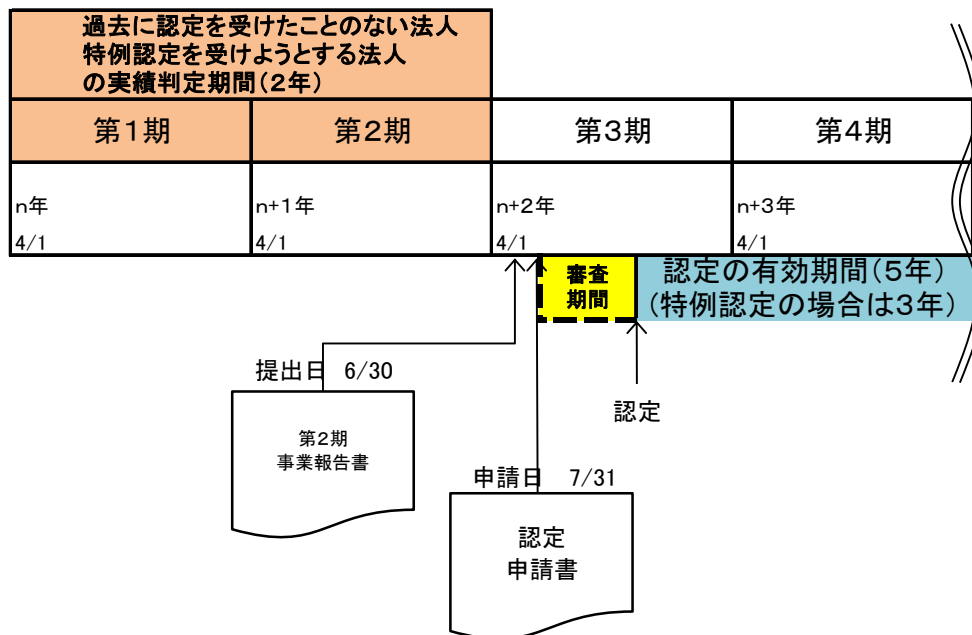 過去に認定を受けたことのない法人
特例認定を受けようとする法人
の実績判定期間(2年)
第1期
第2期
第3期
第4期
n年
4/1
n+1年
4/1
n+2年
4/1
n+3年
4/1
審査
期間
認定の有効期間(5年)
(特例認定の場合は3年)
提出日 6/30
認定
第2期
事業報告書
申請日 7/31
認定
申請書